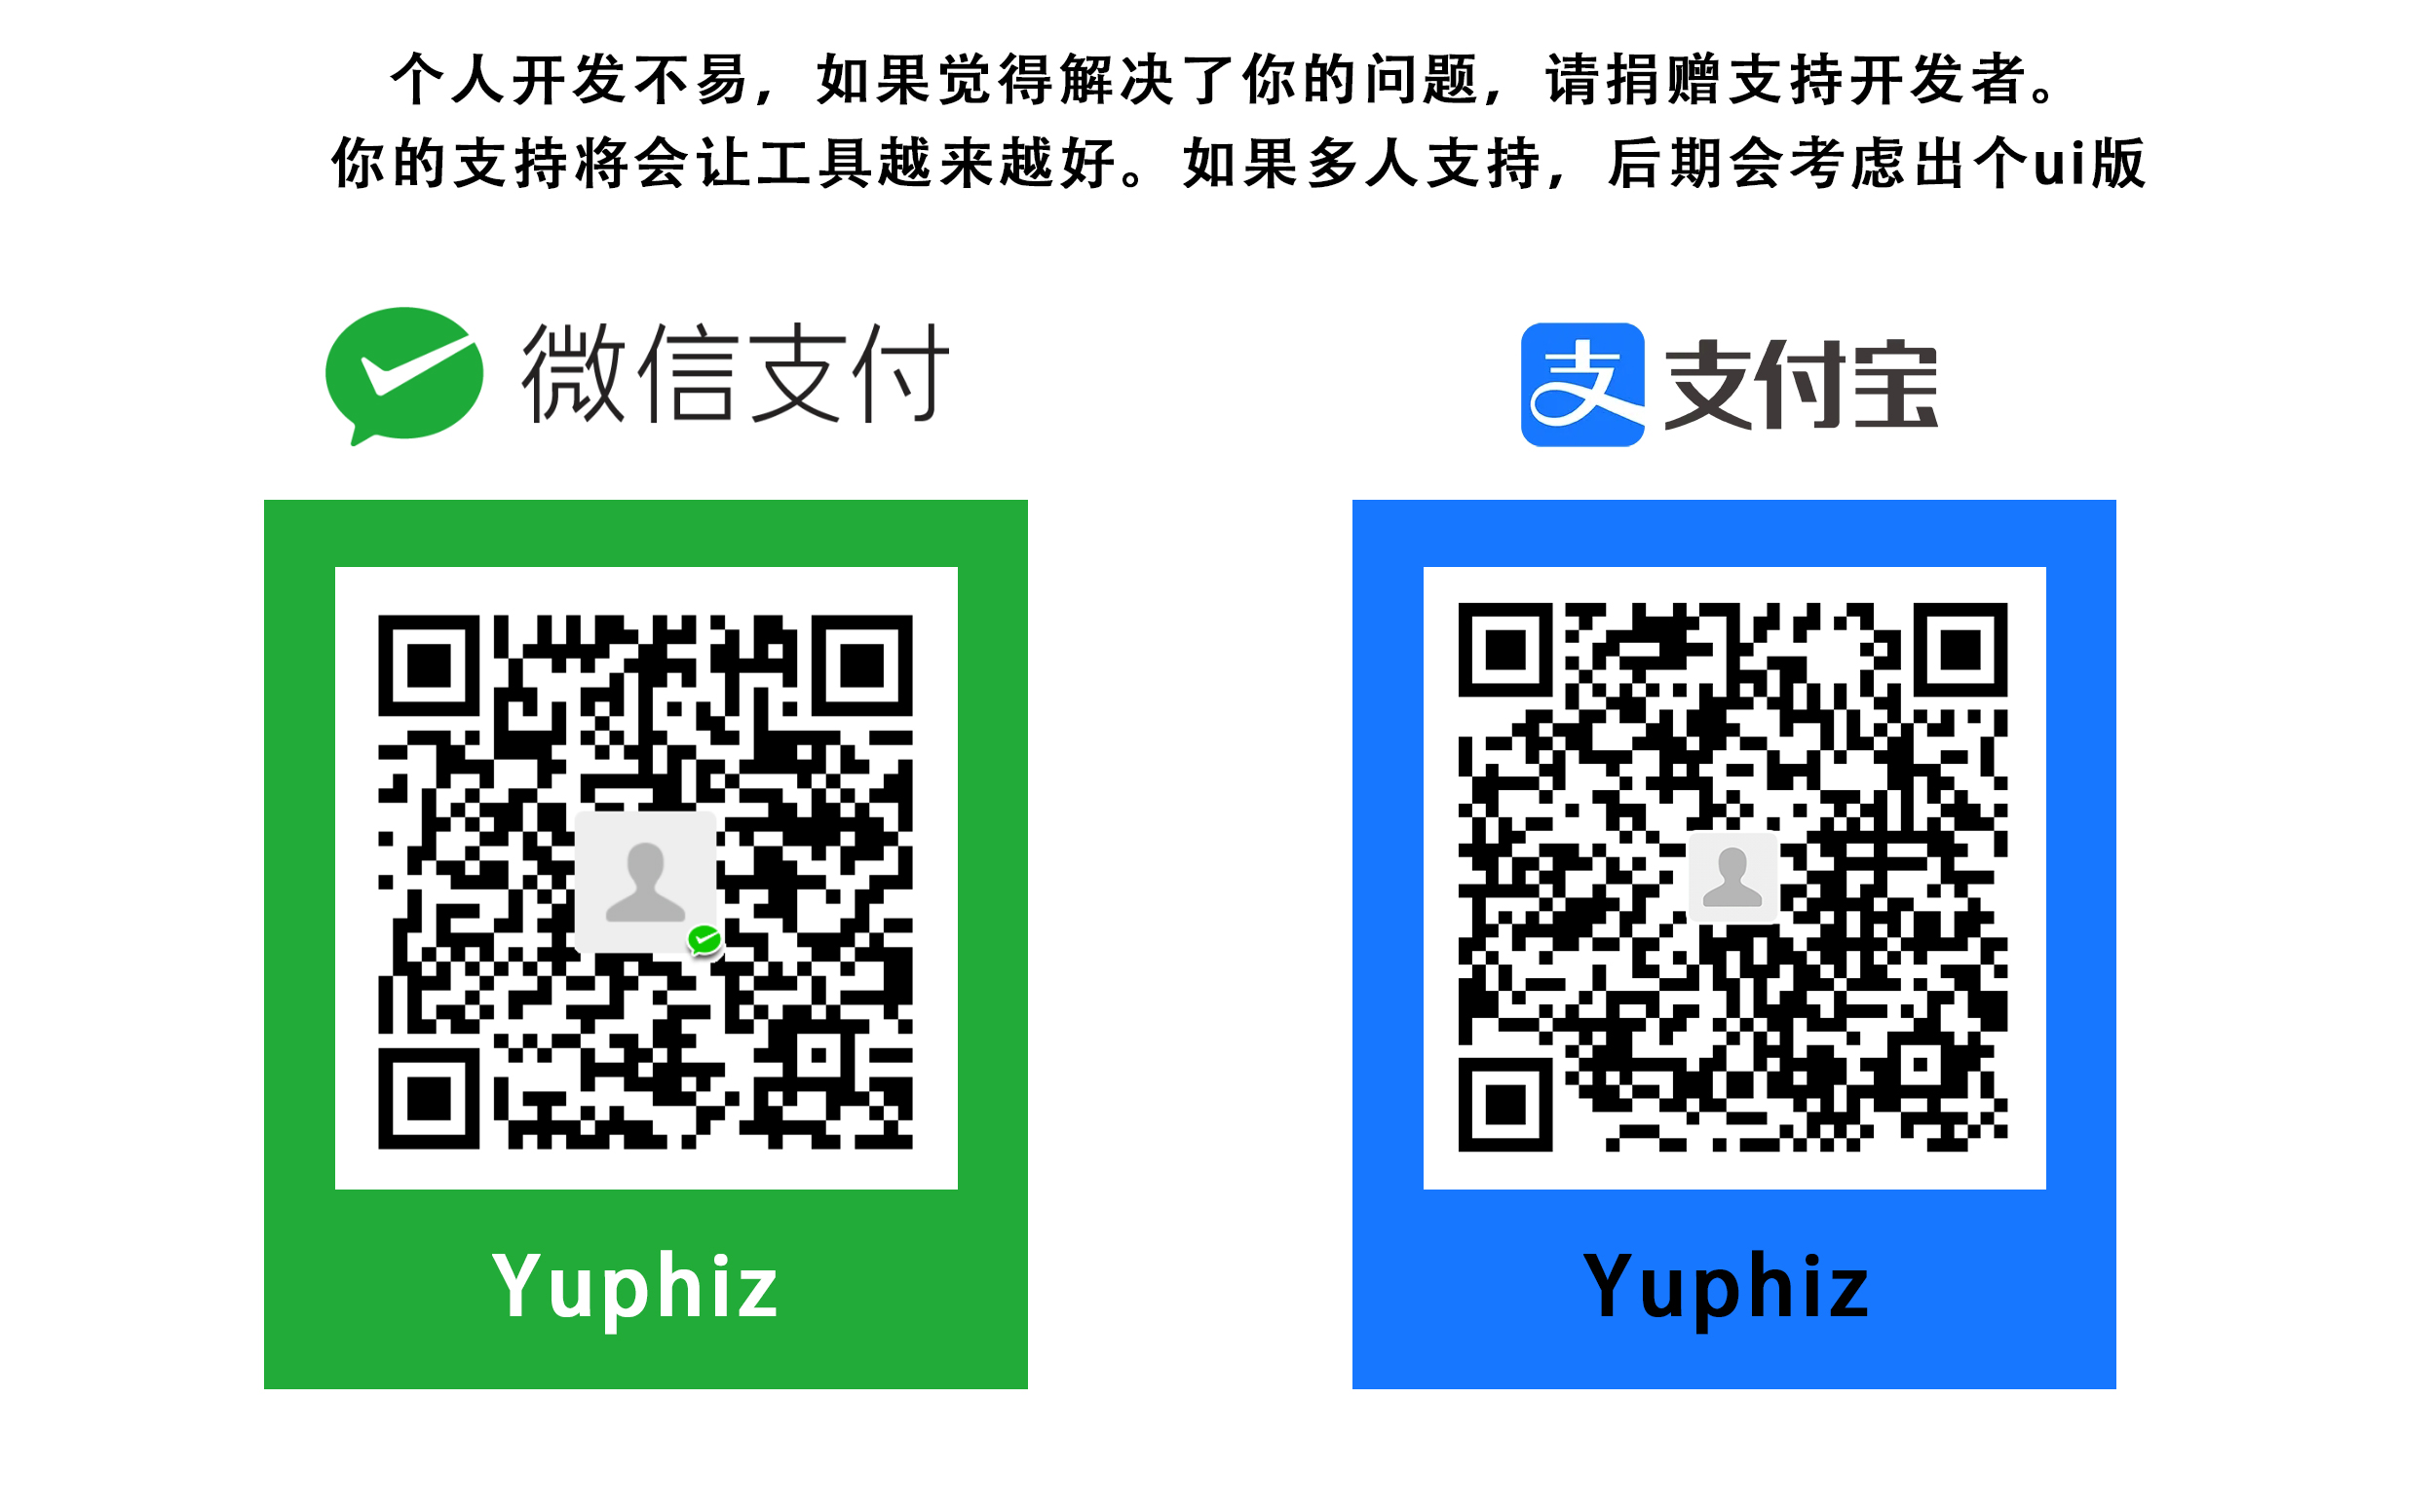 个人开发不易，如果觉得解决了你的问题，请捐赠支持开发者。
你的支持将会让工具越来越好。如果多人支持，后期会考虑出个ui版
微信支付
支付宝
Yuphiz
Yuphiz